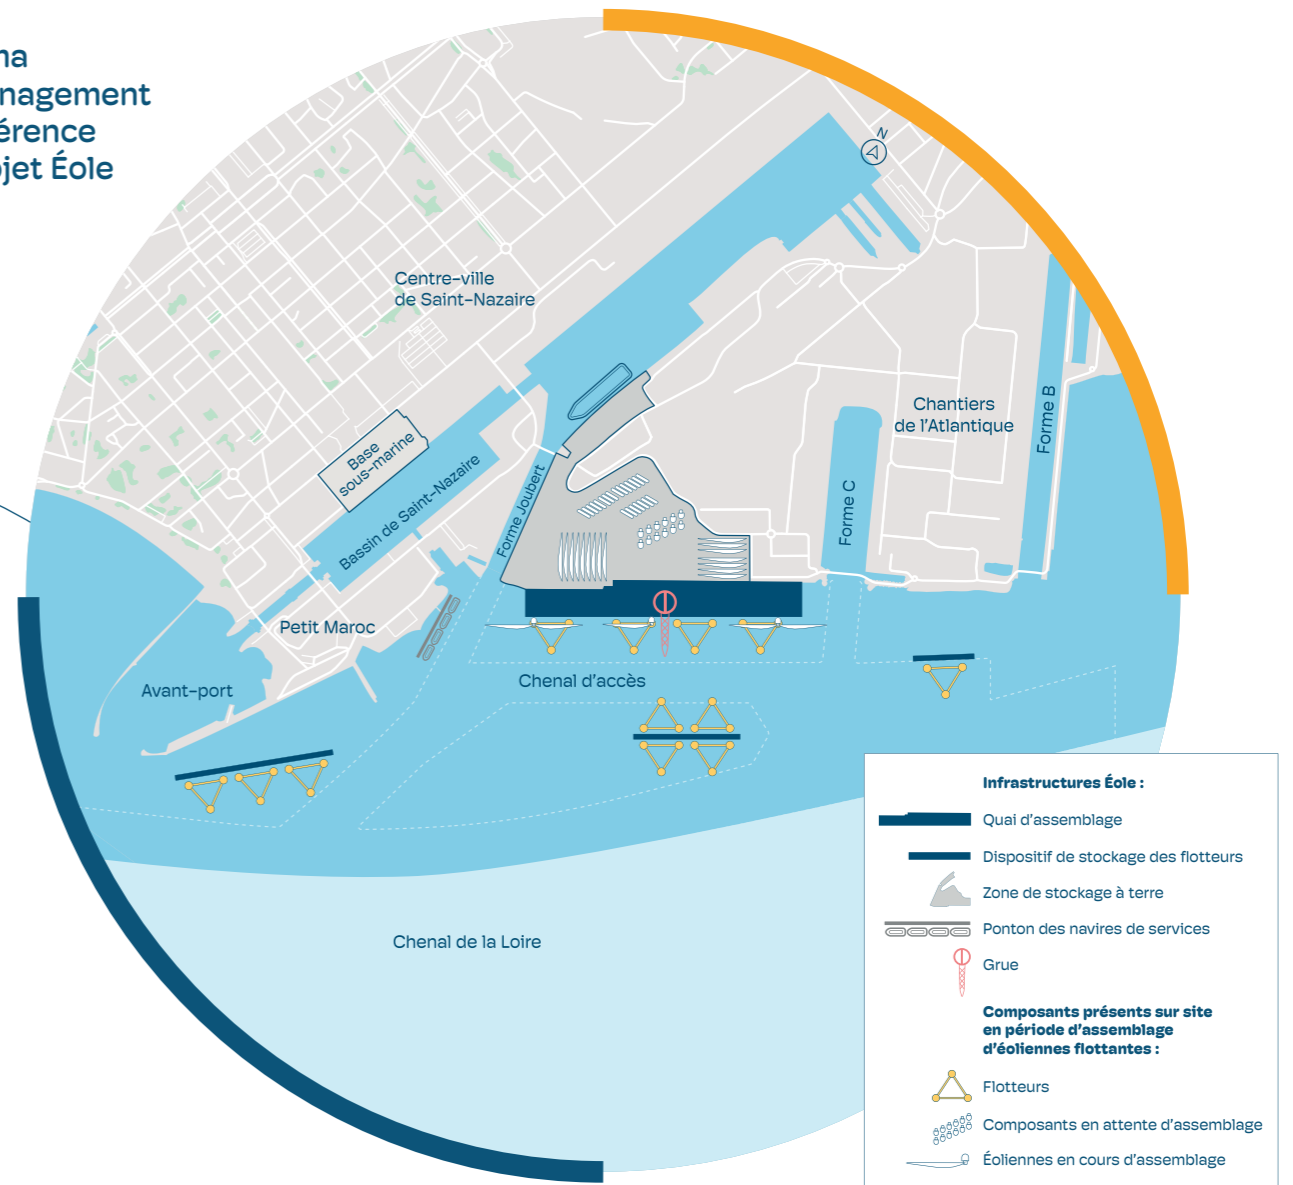 ma
nagement
érence
jet Éole
N
Centre-ville
de Saint-Nazaire
Base
sous-marine
Bassin de Saint-Nazaire
Forme Joubert
Chantiers
de l'Atlantique
Forme B
Forme C
Petit Maroc
Avant-port
Chenal d'accès
Chenal de la Loire
Infrastructures Éole :
Quai d'assemblage
Dispositif de stockage des flotteurs
Zone de stockage à terre
Ponton des navires de services
Grue
Composants présents sur site
en période d'assemblage
d'éoliennes flottantes :
Flotteurs
Composants en attente d'assemblage
Éoliennes en cours d'assemblage